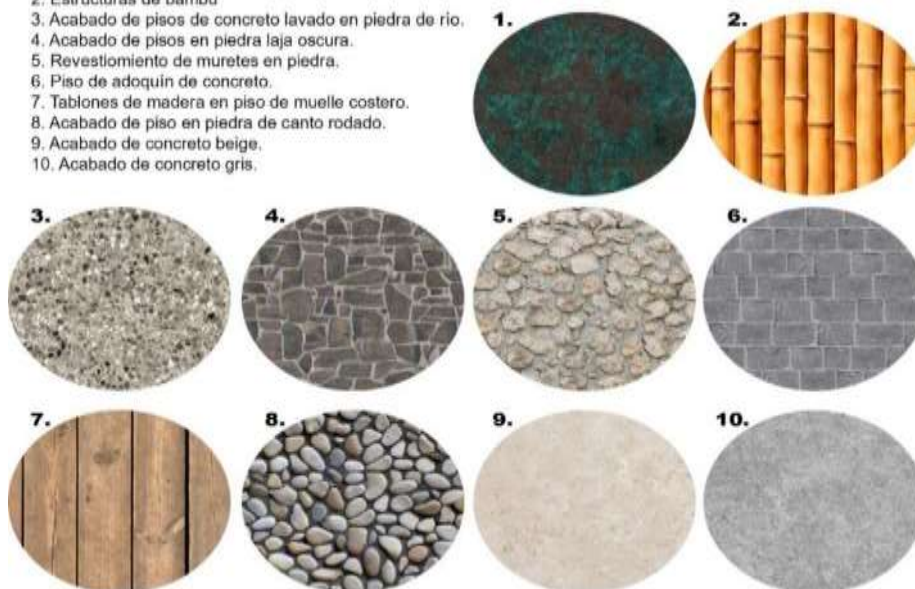 2. Estructuras de bambú
3. Acabado de pisos de concreto lavado en piedra de rio.
4. Acabado de pisos en piedra laja oscura.
5. Revestiomiento de muretes en piedra.
6. Piso de adoquín de concreto.
7. Tablones de madera en piso de muelle costero.
8. Acabado de piso en piedra de canto rodado.
9. Acabado de concreto beige.
10. Acabado de concreto gris.
1. 2.
3. 4. 5. 6.
7. 8. 9. 10.